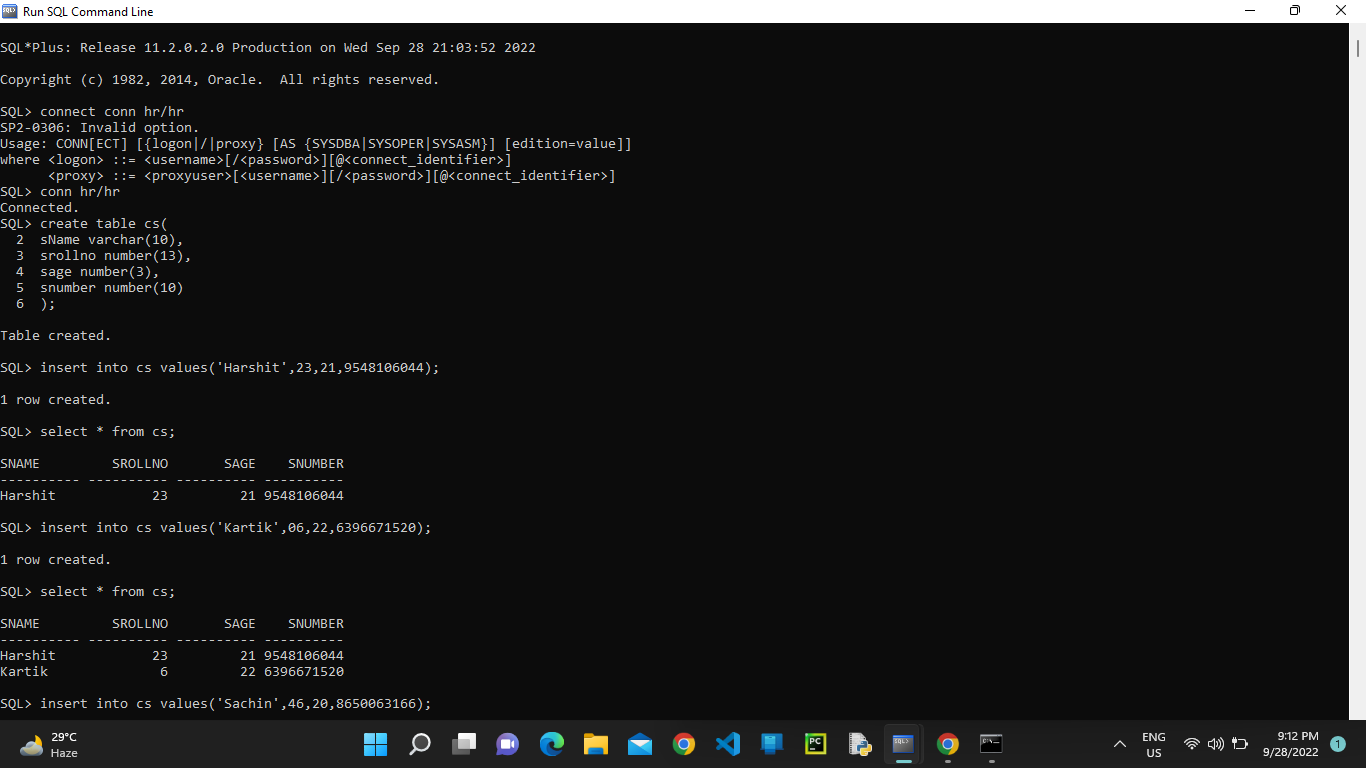 Run SQL Command Line
SQL*Plus: Release 11.2.0.2.0 Production on Wed Sep 28 21:03:52 2022
Copyright (c) 1982, 2014, Oracle.  All rights reserved.
SQL> connect conn hr/hr
SP2-0306: Invalid option.
Usage: CONN[ECT] [{logon|/|proxy} [AS {SYSDBA|SYSOPER|SYSASM}] [edition=value]]
where <logon> ::= <username>[/<password>][@<connect_identifier>]
      <proxy> ::= <proxyuser>[<username>][/<password>][@<connect_identifier>]
SQL> conn hr/hr
Connected.
SQL> create table cs(
  2  sName varchar(10),
  3  srollno number(13),
  4  sage number(3),
  5  snumber number(10)
  6  );
Table created.
SQL> insert into cs values('Harshit',23,21,9548106044);
1 row created.
SQL> select * from cs;
SNAME         SROLLNO       SAGE    SNUMBER
---------- ---------- ---------- ----------
Harshit            23         21 9548106044
SQL> insert into cs values('Kartik',06,22,6396671520);
1 row created.
SQL> select * from cs;
SNAME         SROLLNO       SAGE    SNUMBER
---------- ---------- ---------- ----------
Harshit            23         21 9548106044
Kartik              6         22 6396671520
SQL> insert into cs values('Sachin',46,20,8650063166);
29°C
Haze
PC
SQL>
ENG
US
9:12 PM
9/28/2022
1